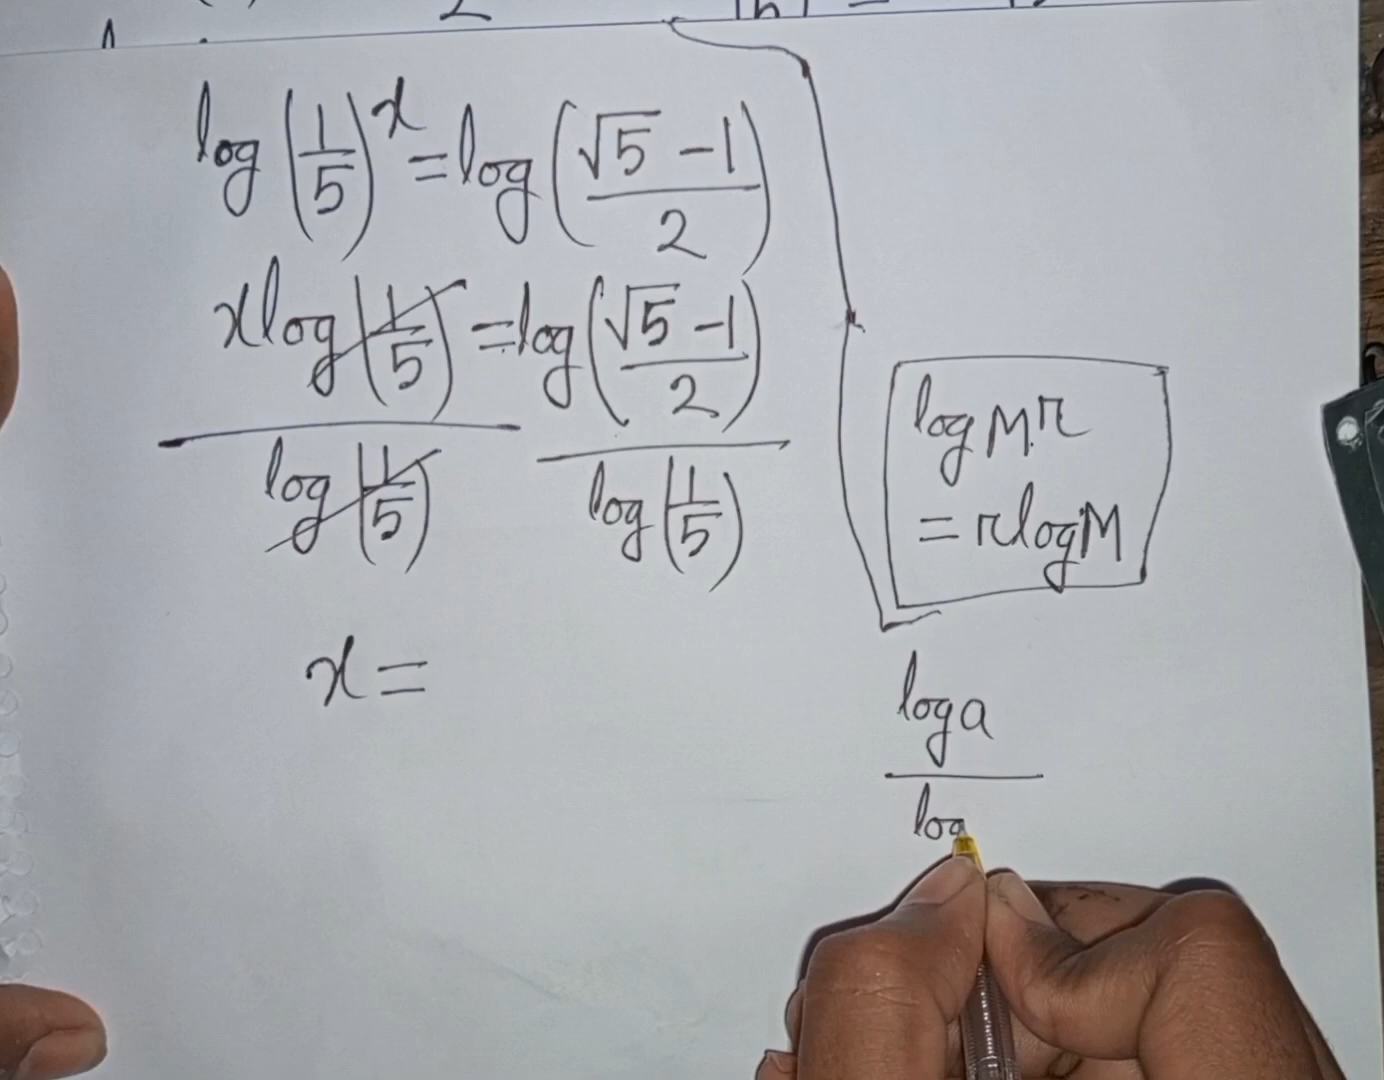 log(1/5)^x = log((√5 - 1)/2)
x log(1/5) / log(1/5) = log((√5 - 1)/2) / log(1/5)
x =
log M^r
= r log M
log a
log